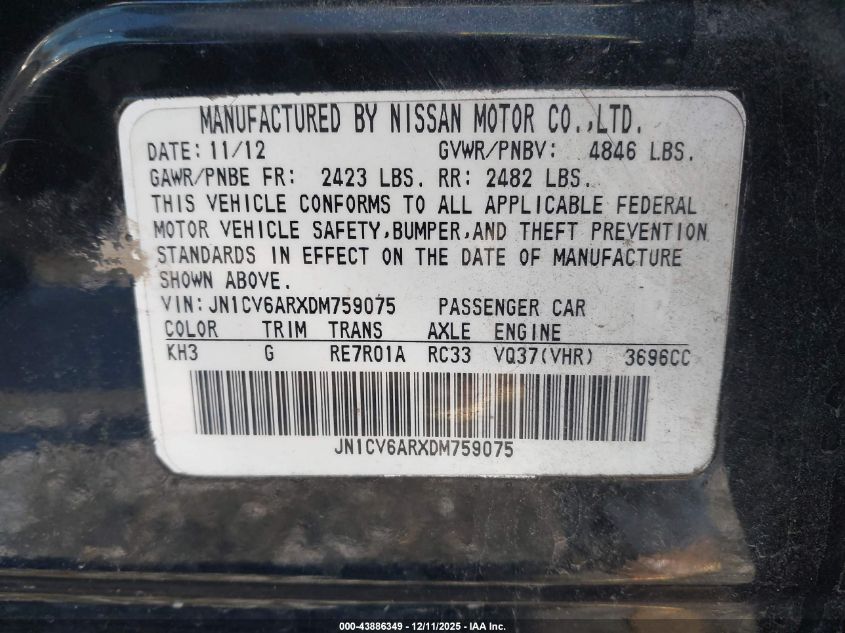 MANUFACTURED BY NISSAN MOTOR CO.,LTD.
DATE: 11/12 GVWR/PNBV: 4846 LBS.
GAWR/PNBE FR: 2423 LBS. RR: 2482 LBS.
THIS VEHICLE CONFORMS TO ALL APPLICABLE FEDERAL
MOTOR VEHICLE SAFETY,BUMPER,AND THEFT PREVENTION
STANDARDS IN EFFECT ON THE DATE OF MANUFACTURE
SHOWN ABOVE.
VIN: JN1CV6ARXDM759075 PASSENGER CAR
COLOR TRIM TRANS AXLE ENGINE
KH3 G RE7R01A RC33 VQ37(VHR) 3696CC
JN1CV6ARXDM759075
000-43886349 - 12/11/2025 - IAA Inc.